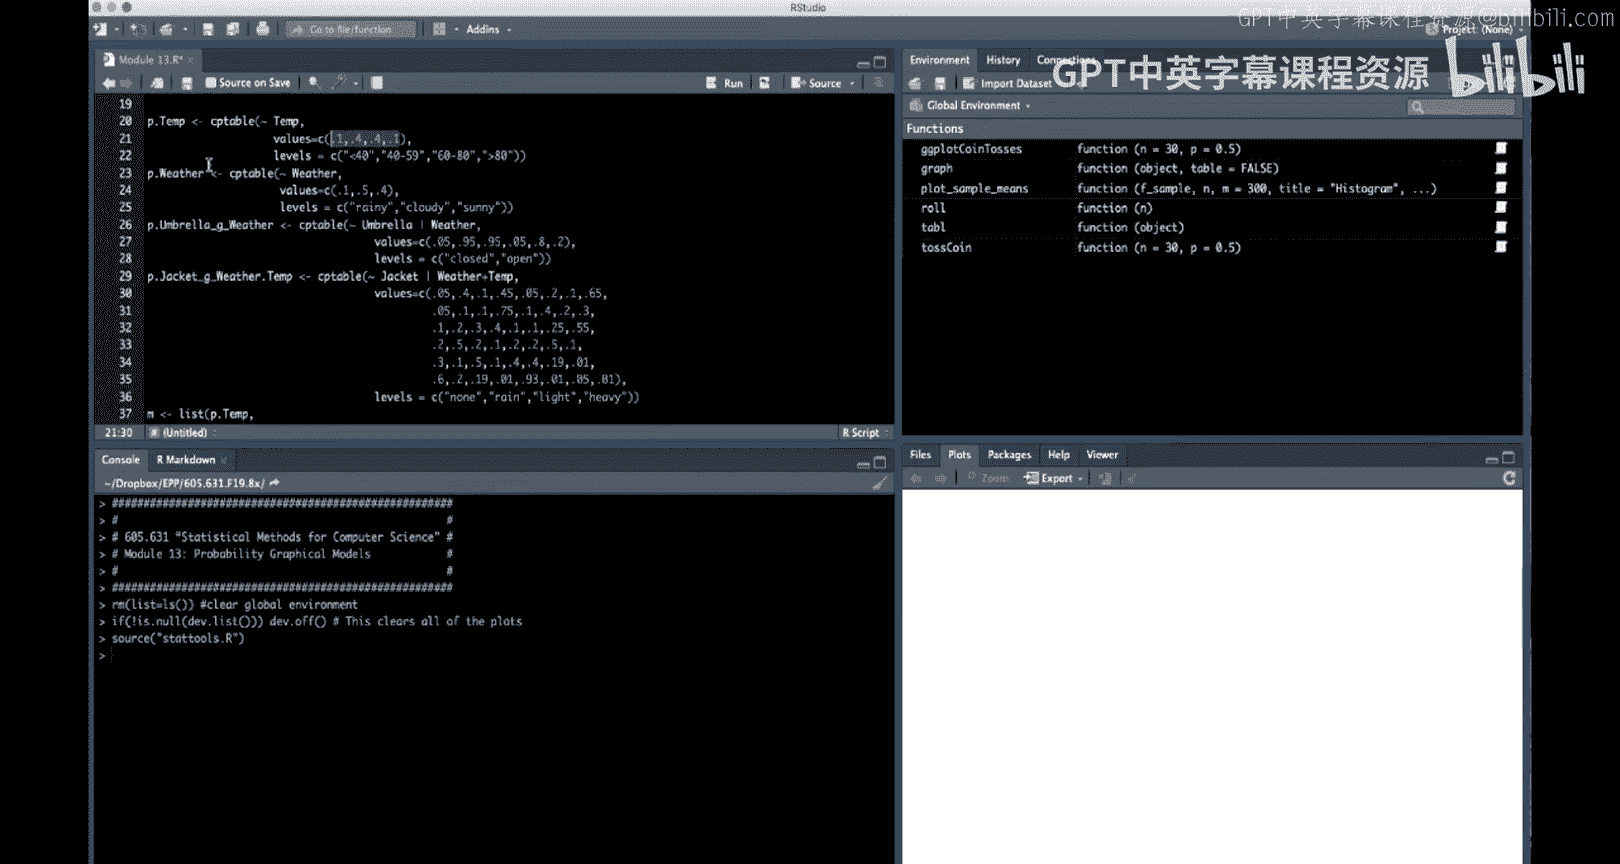 RStudio
GPT中英字幕课程资源@bilibili.com
Go to file/function
Addins
Project: (None)
GPT中英字幕课程资源
bilibili
Module 13.R*
Source on Save
Run
Source
19
20 p.Temp <- cptable(~ Temp,
21 values=c(.1,.4,.4,.1),
22 levels = c("<40","40-59","60-80",">80"))
23 p.Weather <- cptable(~ Weather,
24 values=c(.1,.5,.4),
25 levels = c("rainy","cloudy","sunny"))
26 p.Umbrella_g_Weather <- cptable(~ Umbrella | Weather,
27 values=c(.05,.95,.95,.05,.8,.2),
28 levels = c("closed","open"))
29 p.Jacket_g_Weather.Temp <- cptable(~ Jacket | Weather+Temp,
30 values=c(.05,.4,.1,.45,.05,.2,.1,.65,
31 .05,.1,.1,.75,.1,.4,.2,.3,
32 .1,.2,.3,.4,.1,.1,.25,.55,
33 .2,.5,.2,.1,.2,.2,.5,.1,
34 .3,.1,.5,.1,.4,.4,.19,.01,
35 .6,.2,.19,.01,.93,.01,.05,.01),
36 levels = c("none","rain","light","heavy"))
37 m <- list(p.Temp,
21:30 (Untitled)
R Script
Console
R Markdown
~/Dropbox/EPP/605.631.F19.8x/
> ######################################################
> # #
> # 605.631 "Statistical Methods for Computer Science" #
> # Module 13: Probability Graphical Models #
> # #
> ######################################################
> rm(list=ls()) #clear global environment
> if(!is.null(dev.list())) dev.off() # This clears all of the plots
> source("stattools.R")
>
Environment
History
Connections
Import Dataset
Global Environment
Functions
ggplotCoinTosses function (n = 30, p = 0.5)
graph function (object, table = FALSE)
plot_sample_means function (f_sample, n, m = 300, title = "Histogram", ...)
roll function (n)
tabl function (object)
tossCoin function (n = 30, p = 0.5)
Files
Plots
Packages
Help
Viewer
Zoom
Export